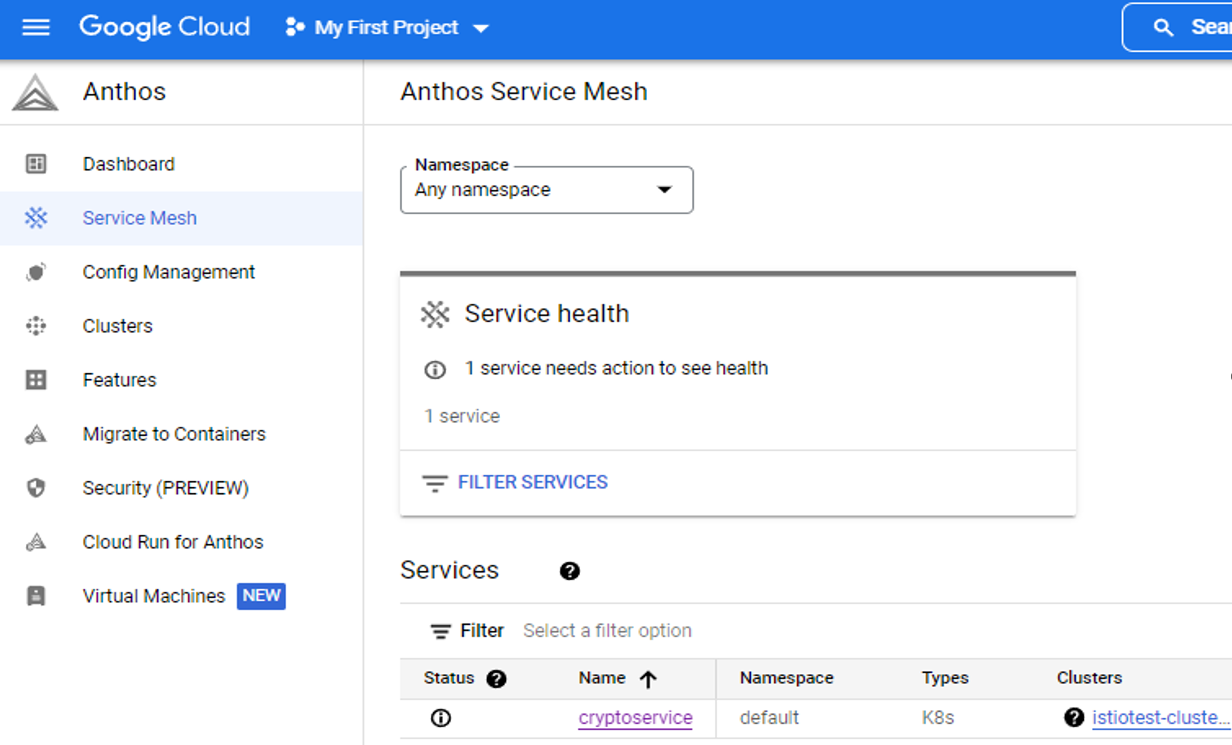 Google Cloud My First Project Sear
Anthos
Anthos Service Mesh
Dashboard
Service Mesh
Config Management
Clusters
Features
Migrate to Containers
Security (PREVIEW)
Cloud Run for Anthos
Virtual Machines NEW
Namespace
Any namespace
Service health
1 service needs action to see health
1 service
FILTER SERVICES
Services
Filter Select a filter option
Status Name Namespace Types Clusters
cryptoservice default K8s istiotest-cluste...